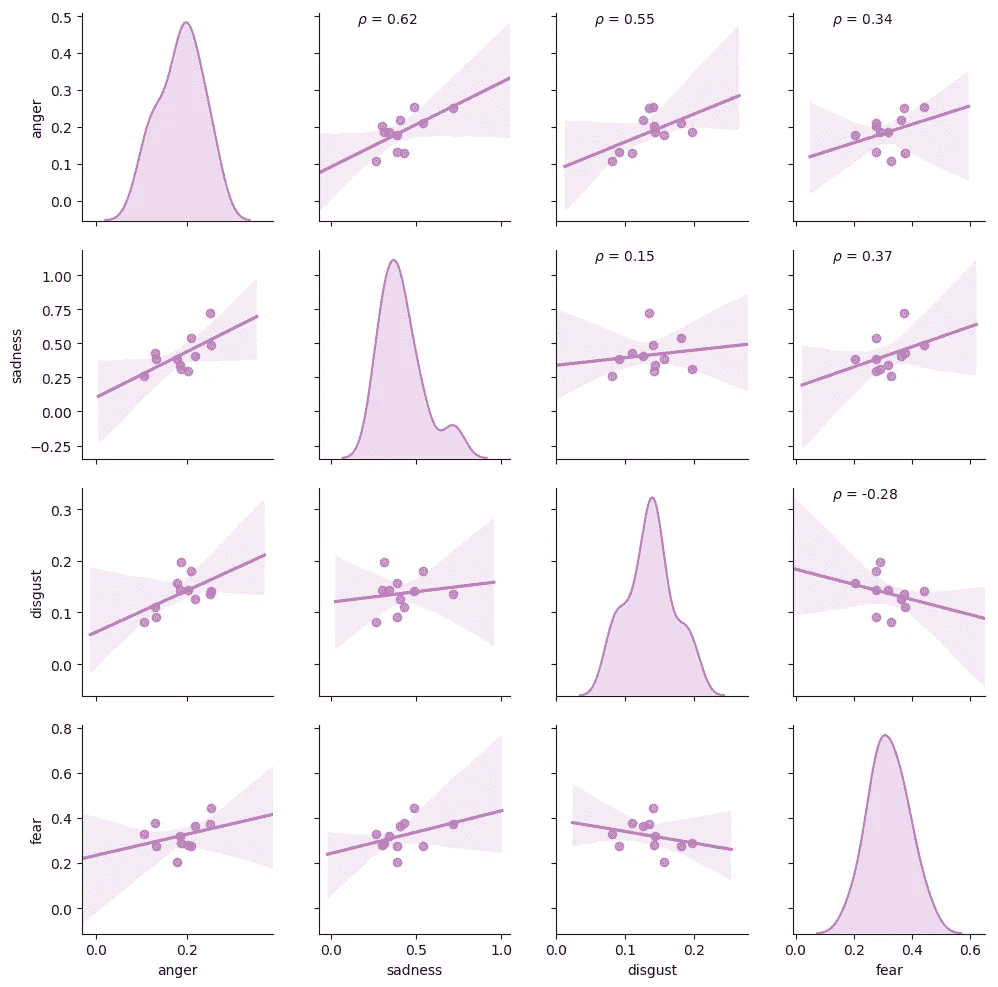 ρ = 0.62
ρ = 0.55
ρ = 0.34
0.5
0.4
0.3
0.2
0.1
0.0
anger
ρ = 0.15
ρ = 0.37
1.00
0.75
0.50
0.25
0.00
−0.25
sadness
ρ = -0.28
0.3
0.2
0.1
0.0
disgust
0.8
0.6
0.4
0.2
0.0
fear
0.0 0.2
0.0 0.5 1.0
0.0 0.1 0.2
0.0 0.2 0.4 0.6
anger
sadness
disgust
fear